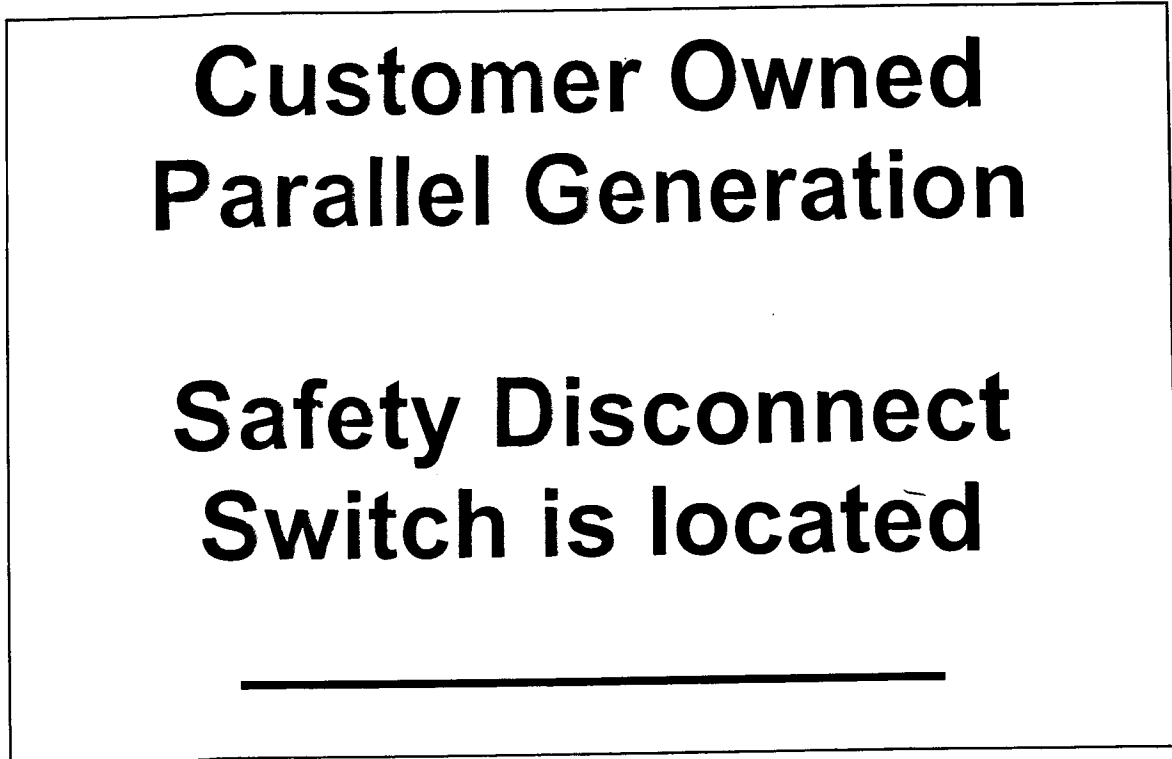 Customer Owned
Parallel Generation
Safety Disconnect
Switch is located